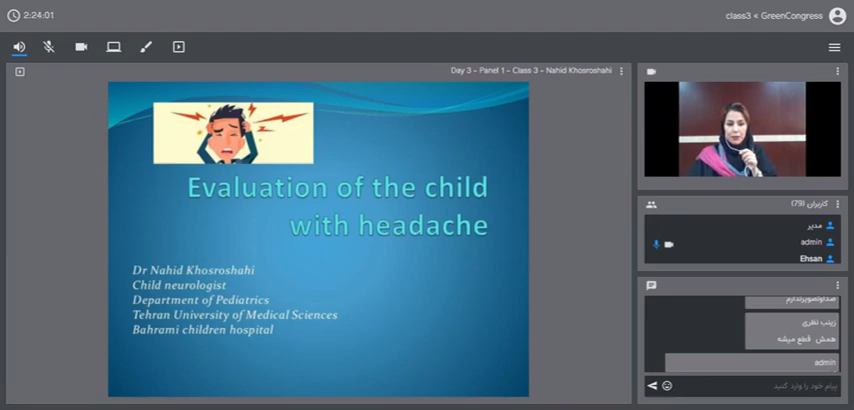 2:24:01
class3 < GreenCongress
Day 3 - Panel 1 - Class 3 - Nahid Khosroshahi
Evaluation of the child
with headache
Dr Nahid Khosroshahi
Child neurologist
Department of Pediatrics
Tehran University of Medical Sciences
Bahrami children hospital
کاربران (79)
مدیر
admin
Ehsan
صداوتصویرندارم
زینب نظری
همش قطع میشه
admin
پیام خود را وارد کنید